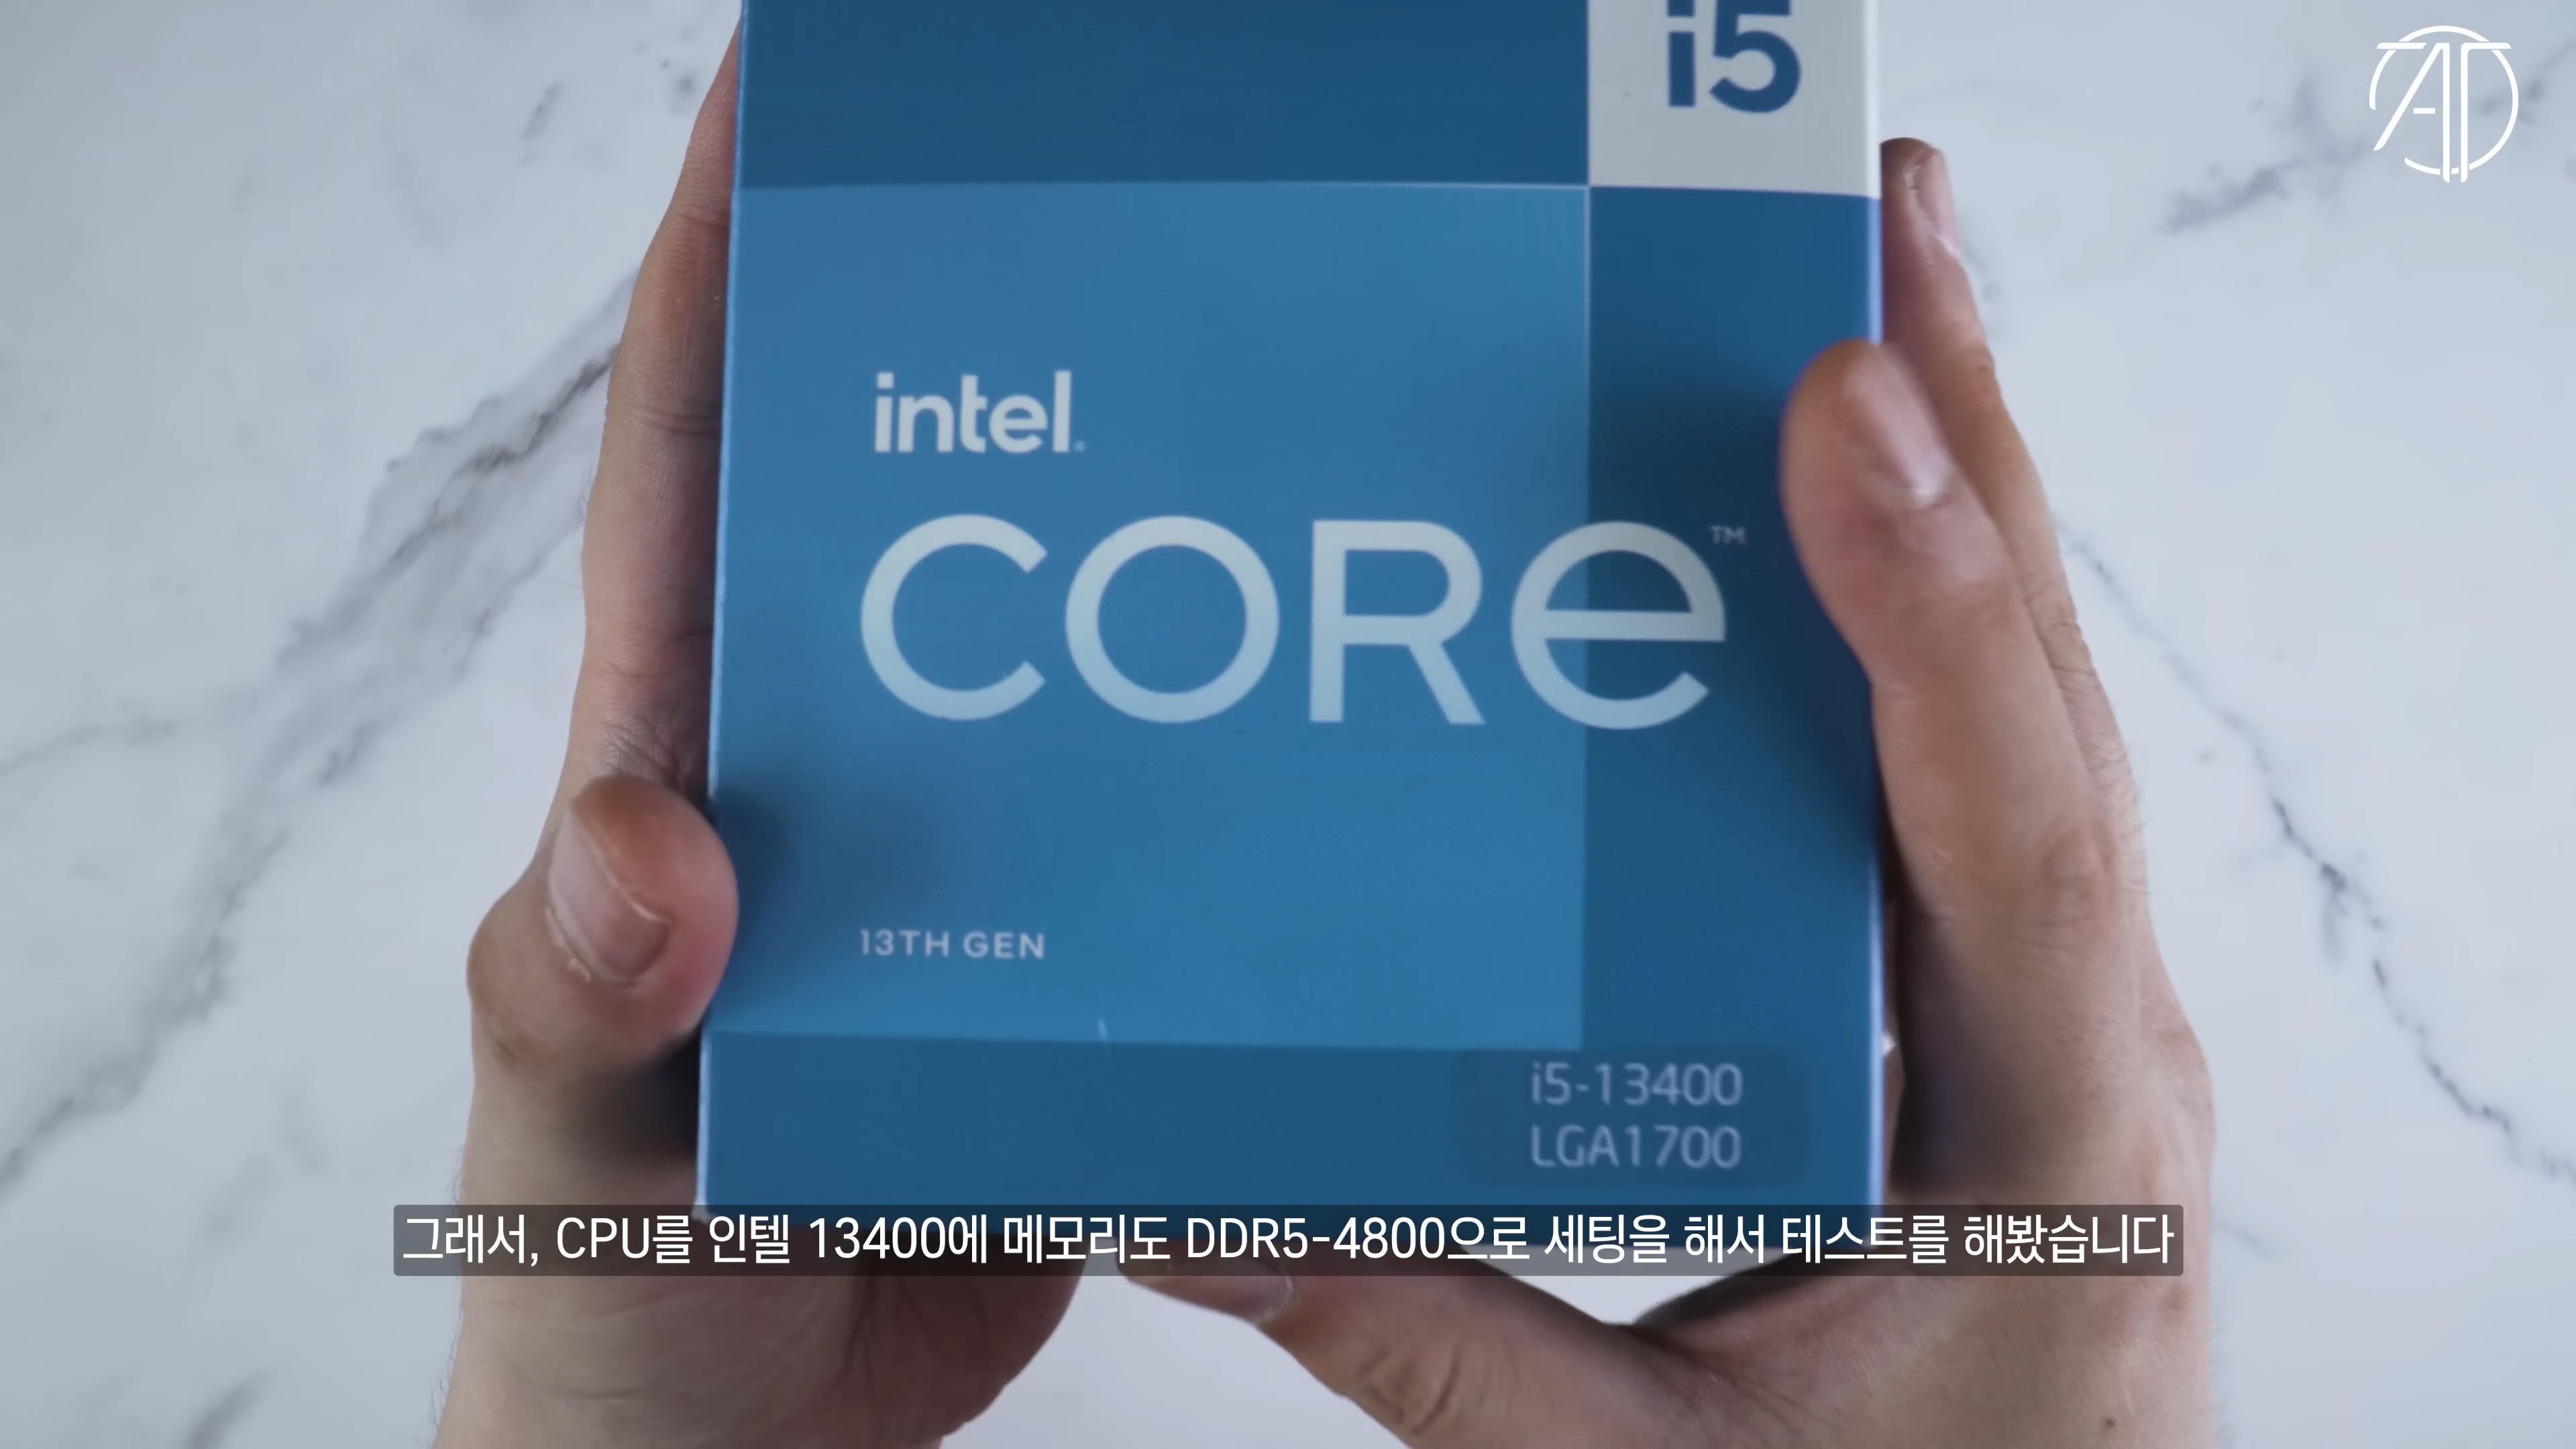 i5
intel
CORe™
13TH GEN
i5-13400
LGA1700
그래서, CPU를 인텔 13400에 메모리도 DDR5-4800으로 세팅을 해서 테스트를 해봤습니다